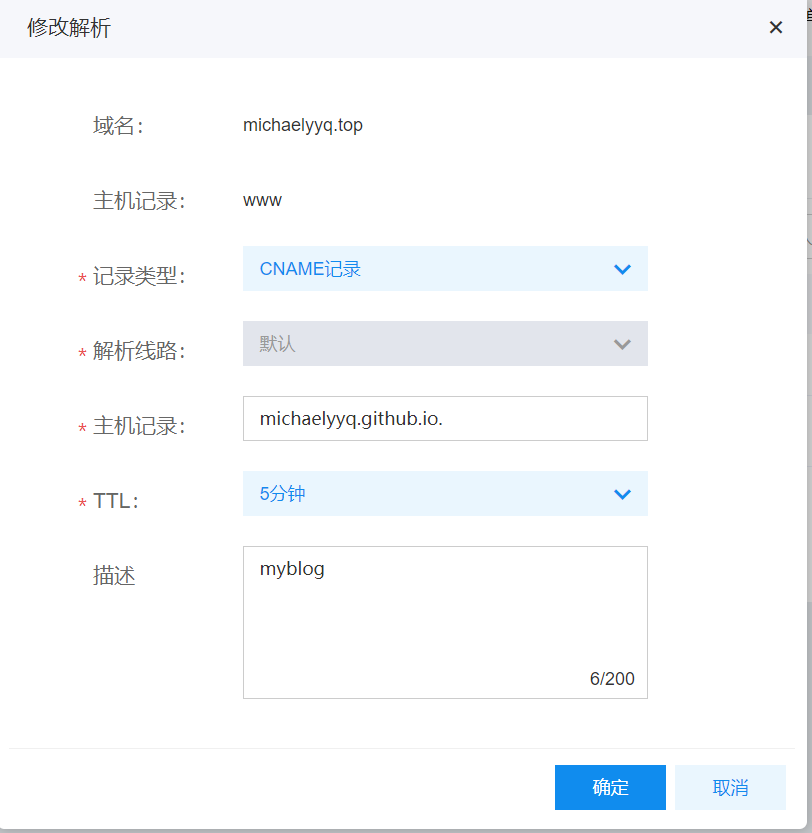 修改解析
域名： michaelyyq.top
主机记录： www
* 记录类型： CNAME记录
* 解析线路： 默认
* 主机记录： michaelyyq.github.io.
* TTL： 5分钟
描述 myblog
6/200
确定 取消